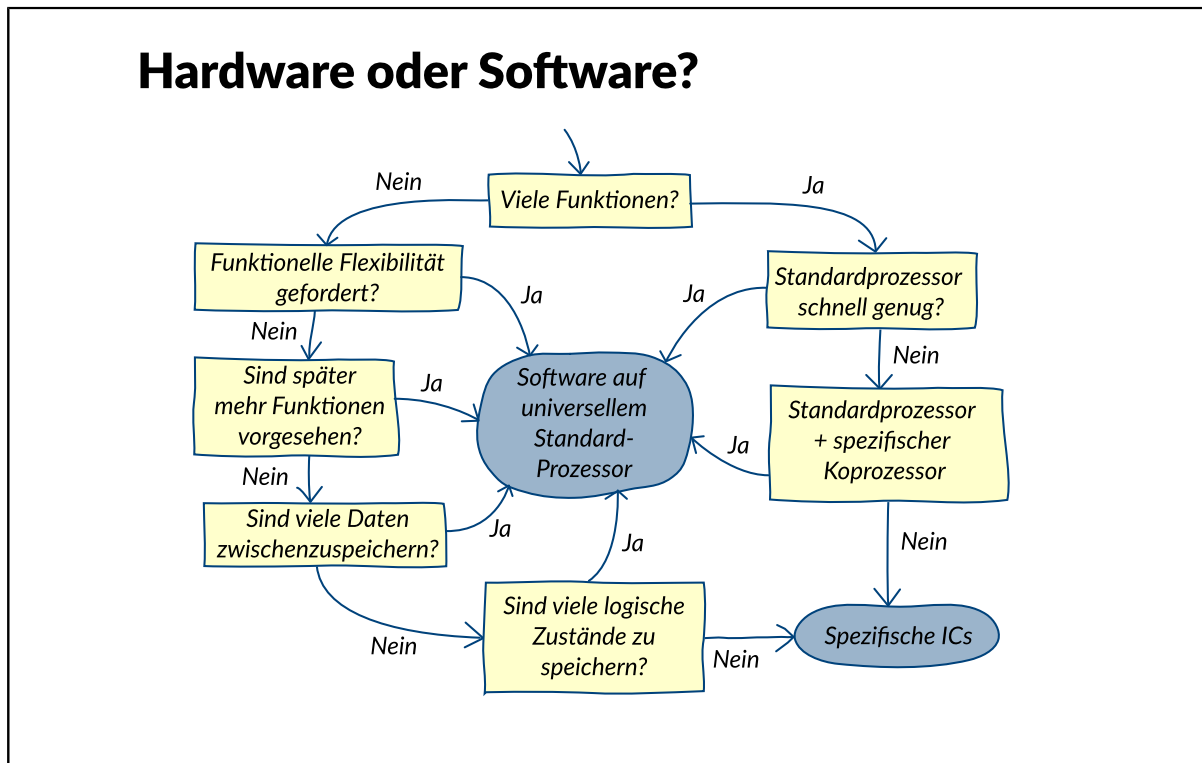 Hardware oder Software?
Nein
Viele Funktionen?
Ja
Funktionelle Flexibilität
gefordert?
Ja
Ja
Standardprozessor
schnell genug?
Nein
Nein
Sind später
mehr Funktionen
vorgesehen?
Ja
Software auf
universellem
Standard-
Prozessor
Ja
Standardprozessor
+ spezifischer
Koprozessor
Nein
Sind viele Daten
zwischenzuspeichern?
Ja
Ja
Nein
Nein
Sind viele logische
Zustände zu
speichern?
Nein
Spezifische ICs